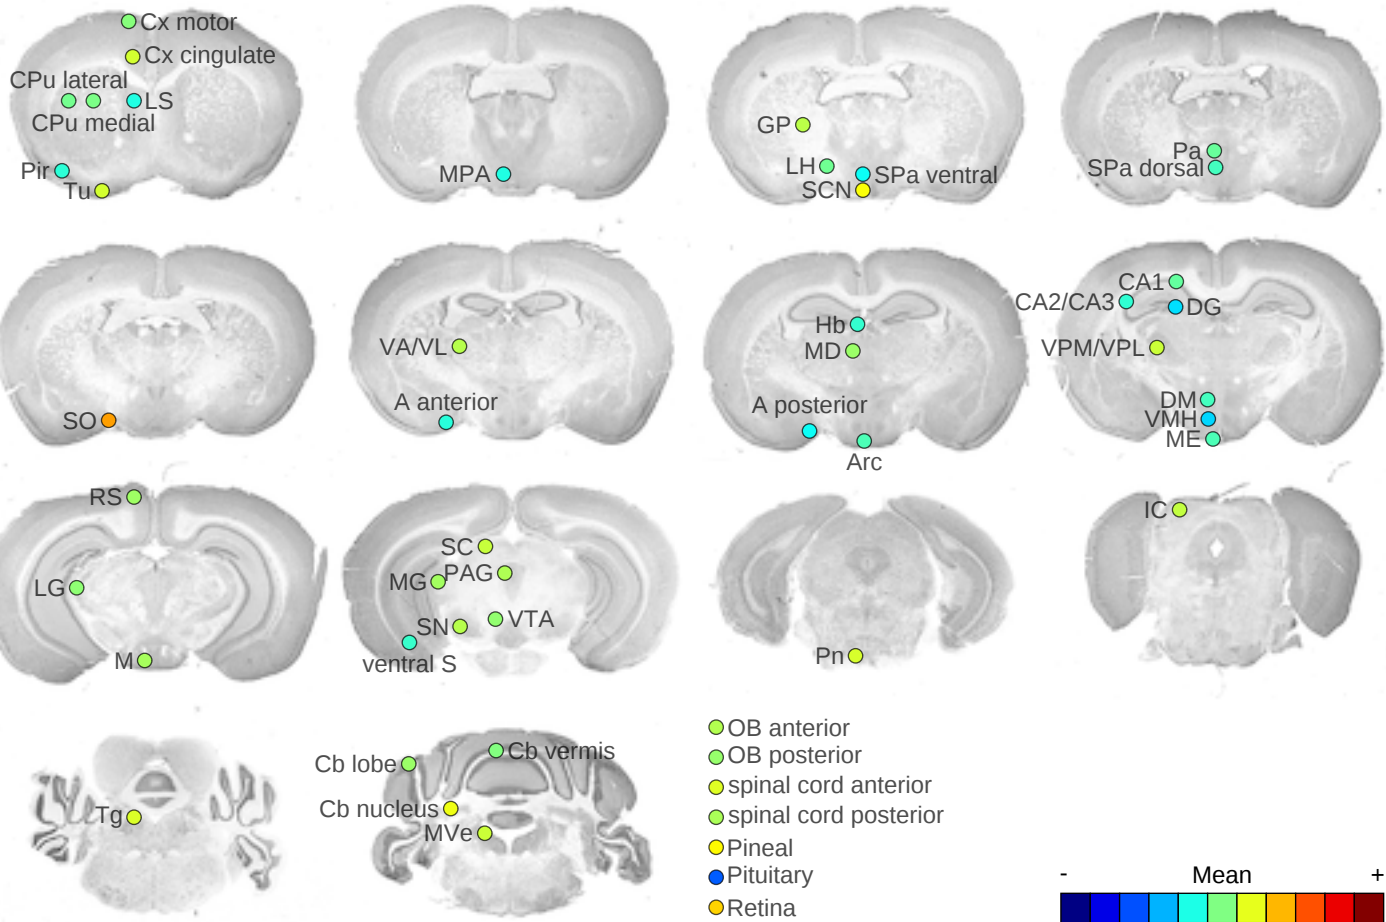 Cx motor
Cx cingulate
CPu lateral
LS
CPu medial
Pir
Tu
MPA
GP
LH
SPa ventral
SCN
Pa
SPa dorsal
SO
VA/VL
A anterior
Hb
MD
A posterior
Arc
CA1
CA2/CA3
DG
VPM/VPL
DM
VMH
ME
RS
LG
M
SC
MG
PAG
SN
VTA
ventral S
Pn
IC
Tg
Cb lobe
Cb vermis
Cb nucleus
MVe
OB anterior
OB posterior
spinal cord anterior
spinal cord posterior
Pineal
Pituitary
Retina
- Mean +